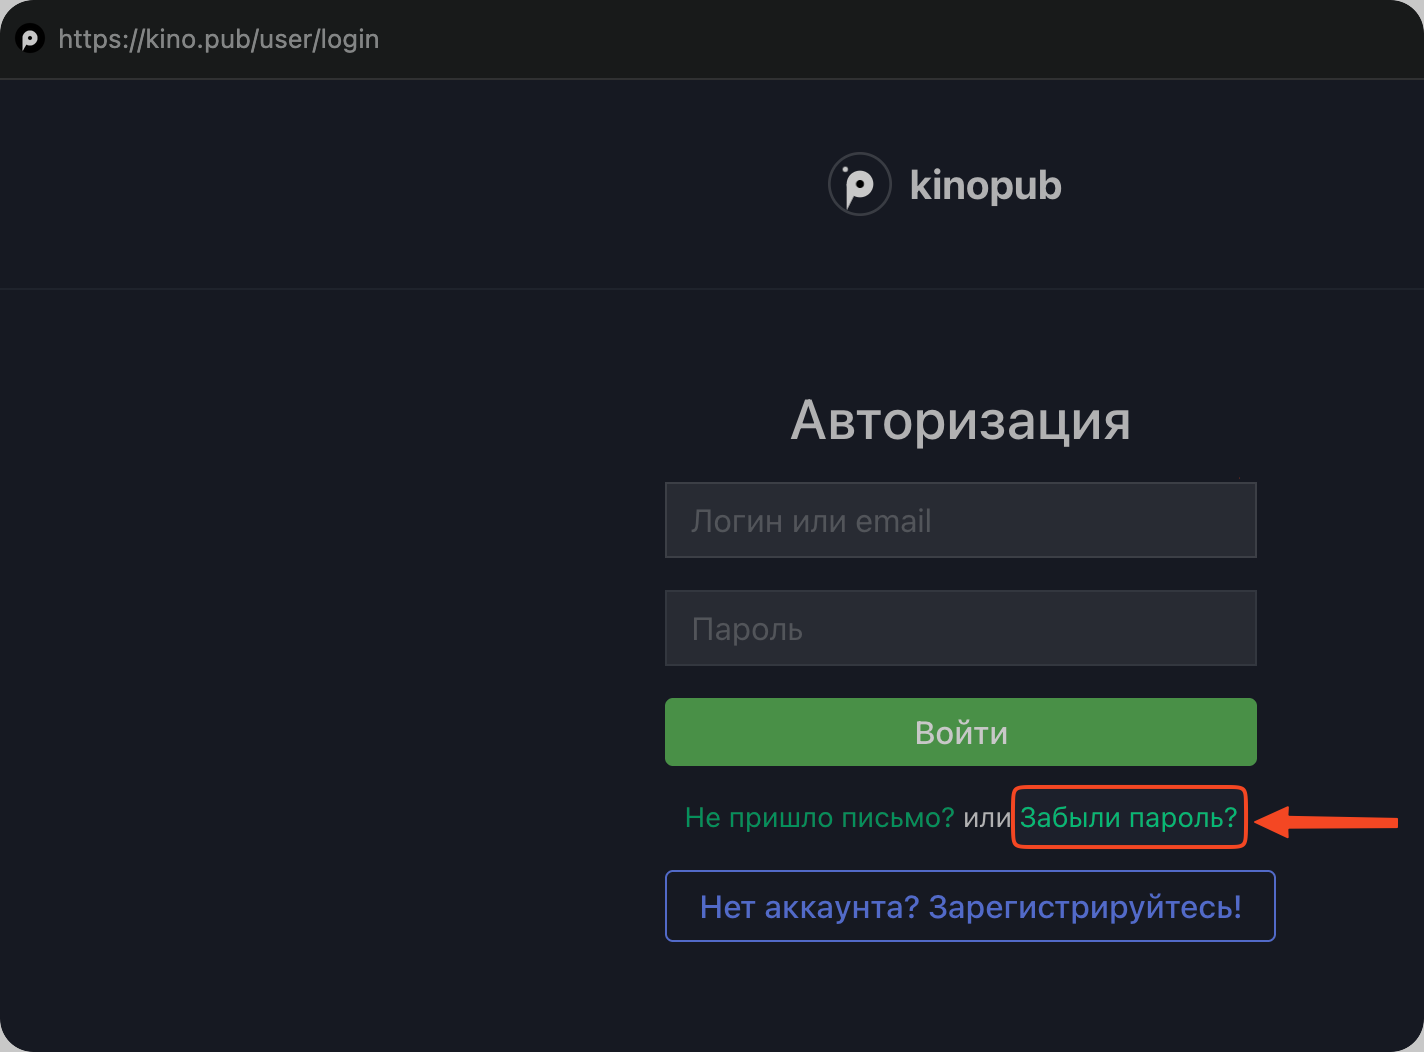 https://kino.pub/user/login
kinopub
Авторизация
Логин или email
Пароль
Войти
Не пришло письмо? или Забыли пароль?
Нет аккаунта? Зарегистрируйтесь!